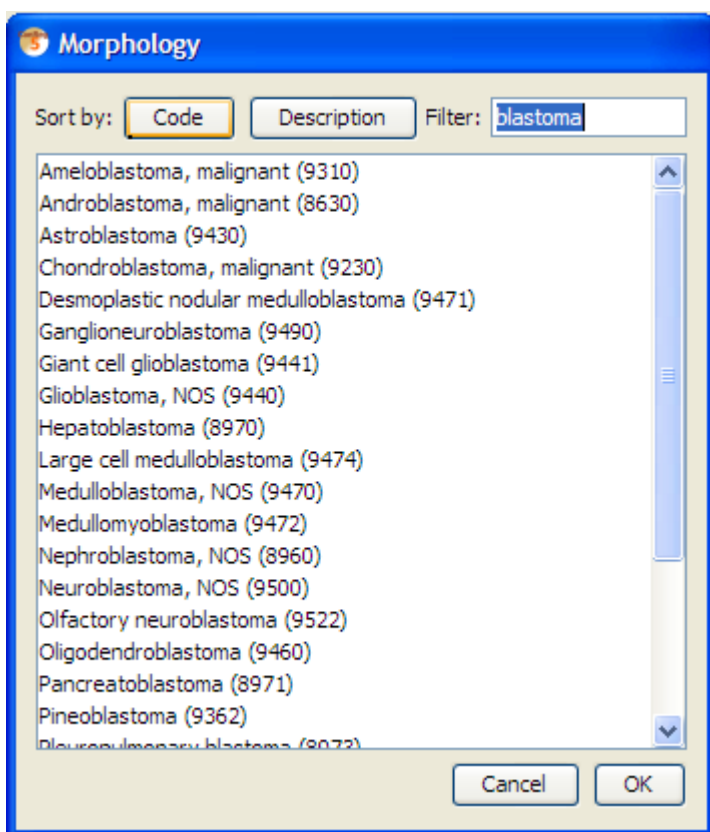 Morphology
Sort by: Code Description Filter: blastoma
Ameloblastoma, malignant (9310)
Androblastoma, malignant (8630)
Astroblastoma (9430)
Chondroblastoma, malignant (9230)
Desmoplastic nodular medulloblastoma (9471)
Ganglioneuroblastoma (9490)
Giant cell glioblastoma (9441)
Glioblastoma, NOS (9440)
Hepatoblastoma (8970)
Large cell medulloblastoma (9474)
Medulloblastoma, NOS (9470)
Medullomyoblastoma (9472)
Nephroblastoma, NOS (8960)
Neuroblastoma, NOS (9500)
Olfactory neuroblastoma (9522)
Oligodendroblastoma (9460)
Pancreatoblastoma (8971)
Pineoblastoma (9362)
Pleuropulmonary blastoma (8973)
Cancel OK